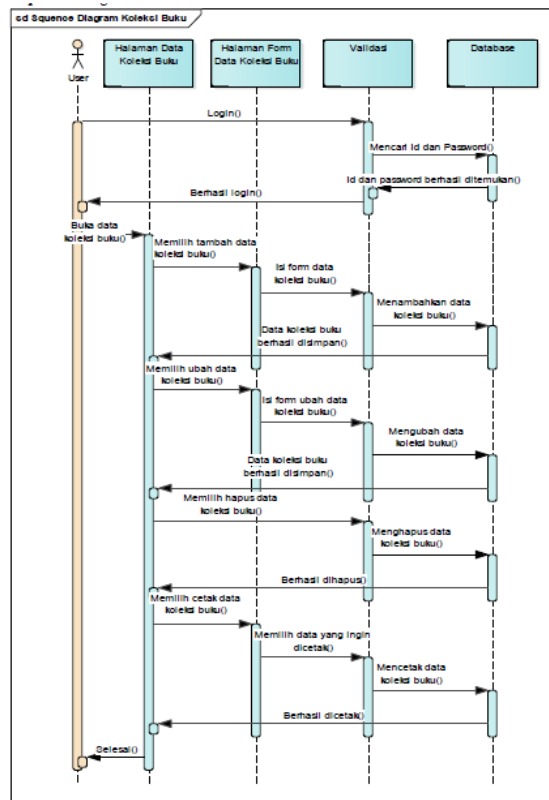 sd Squence Diagram Koleksi Buku
Halaman Data
Koleksi Buku
Halaman Form
Data Koleksi Buku
Validasi
Database
User
Login()
Mencari Id dan Password()
Id dan password berhasil ditemukan()
Berhasil login()
Buka data
koleksi buku()
Memilih tambah data
koleksi buku()
Isi form data
koleksi buku()
Menambahkan data
koleksi buku()
Data koleksi buku
berhasil disimpan()
Memilih ubah data
koleksi buku()
Isi form ubah data
koleksi buku()
Mengubah data
koleksi buku()
Data koleksi buku
berhasil disimpan()
Memilih hapus data
koleksi buku()
Menghapus data
koleksi buku()
Berhasil dihapus()
Memilih cetak data
koleksi buku()
Memilih data yang ingin
dicetak()
Mencetak data
koleksi buku()
Berhasil dicetak()
Selesai()